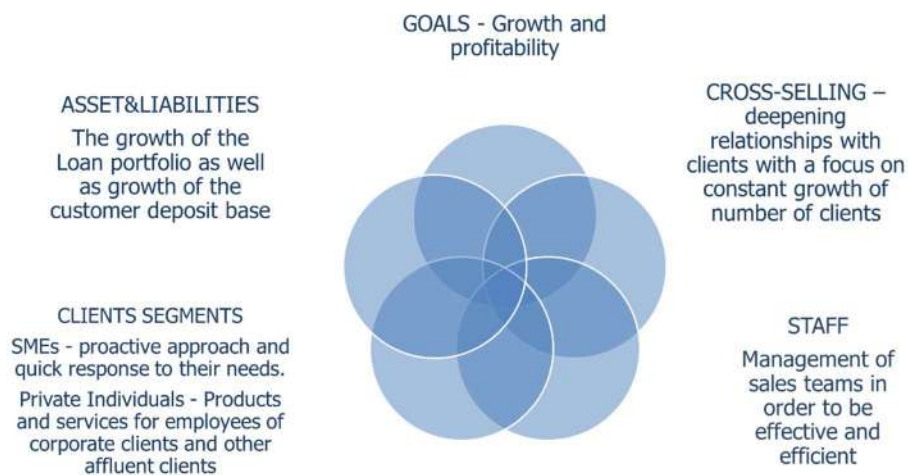 GOALS - Growth and
profitability
ASSET&LIABILITIES
The growth of the
Loan portfolio as well
as growth of the
customer deposit base
CROSS-SELLING –
deepening
relationships with
clients with a focus on
constant growth of
number of clients
CLIENTS SEGMENTS
SMEs - proactive approach and
quick response to their needs.
Private Individuals - Products
and services for employees of
corporate clients and other
affluent clients
STAFF
Management of
sales teams in
order to be
effective and
efficient